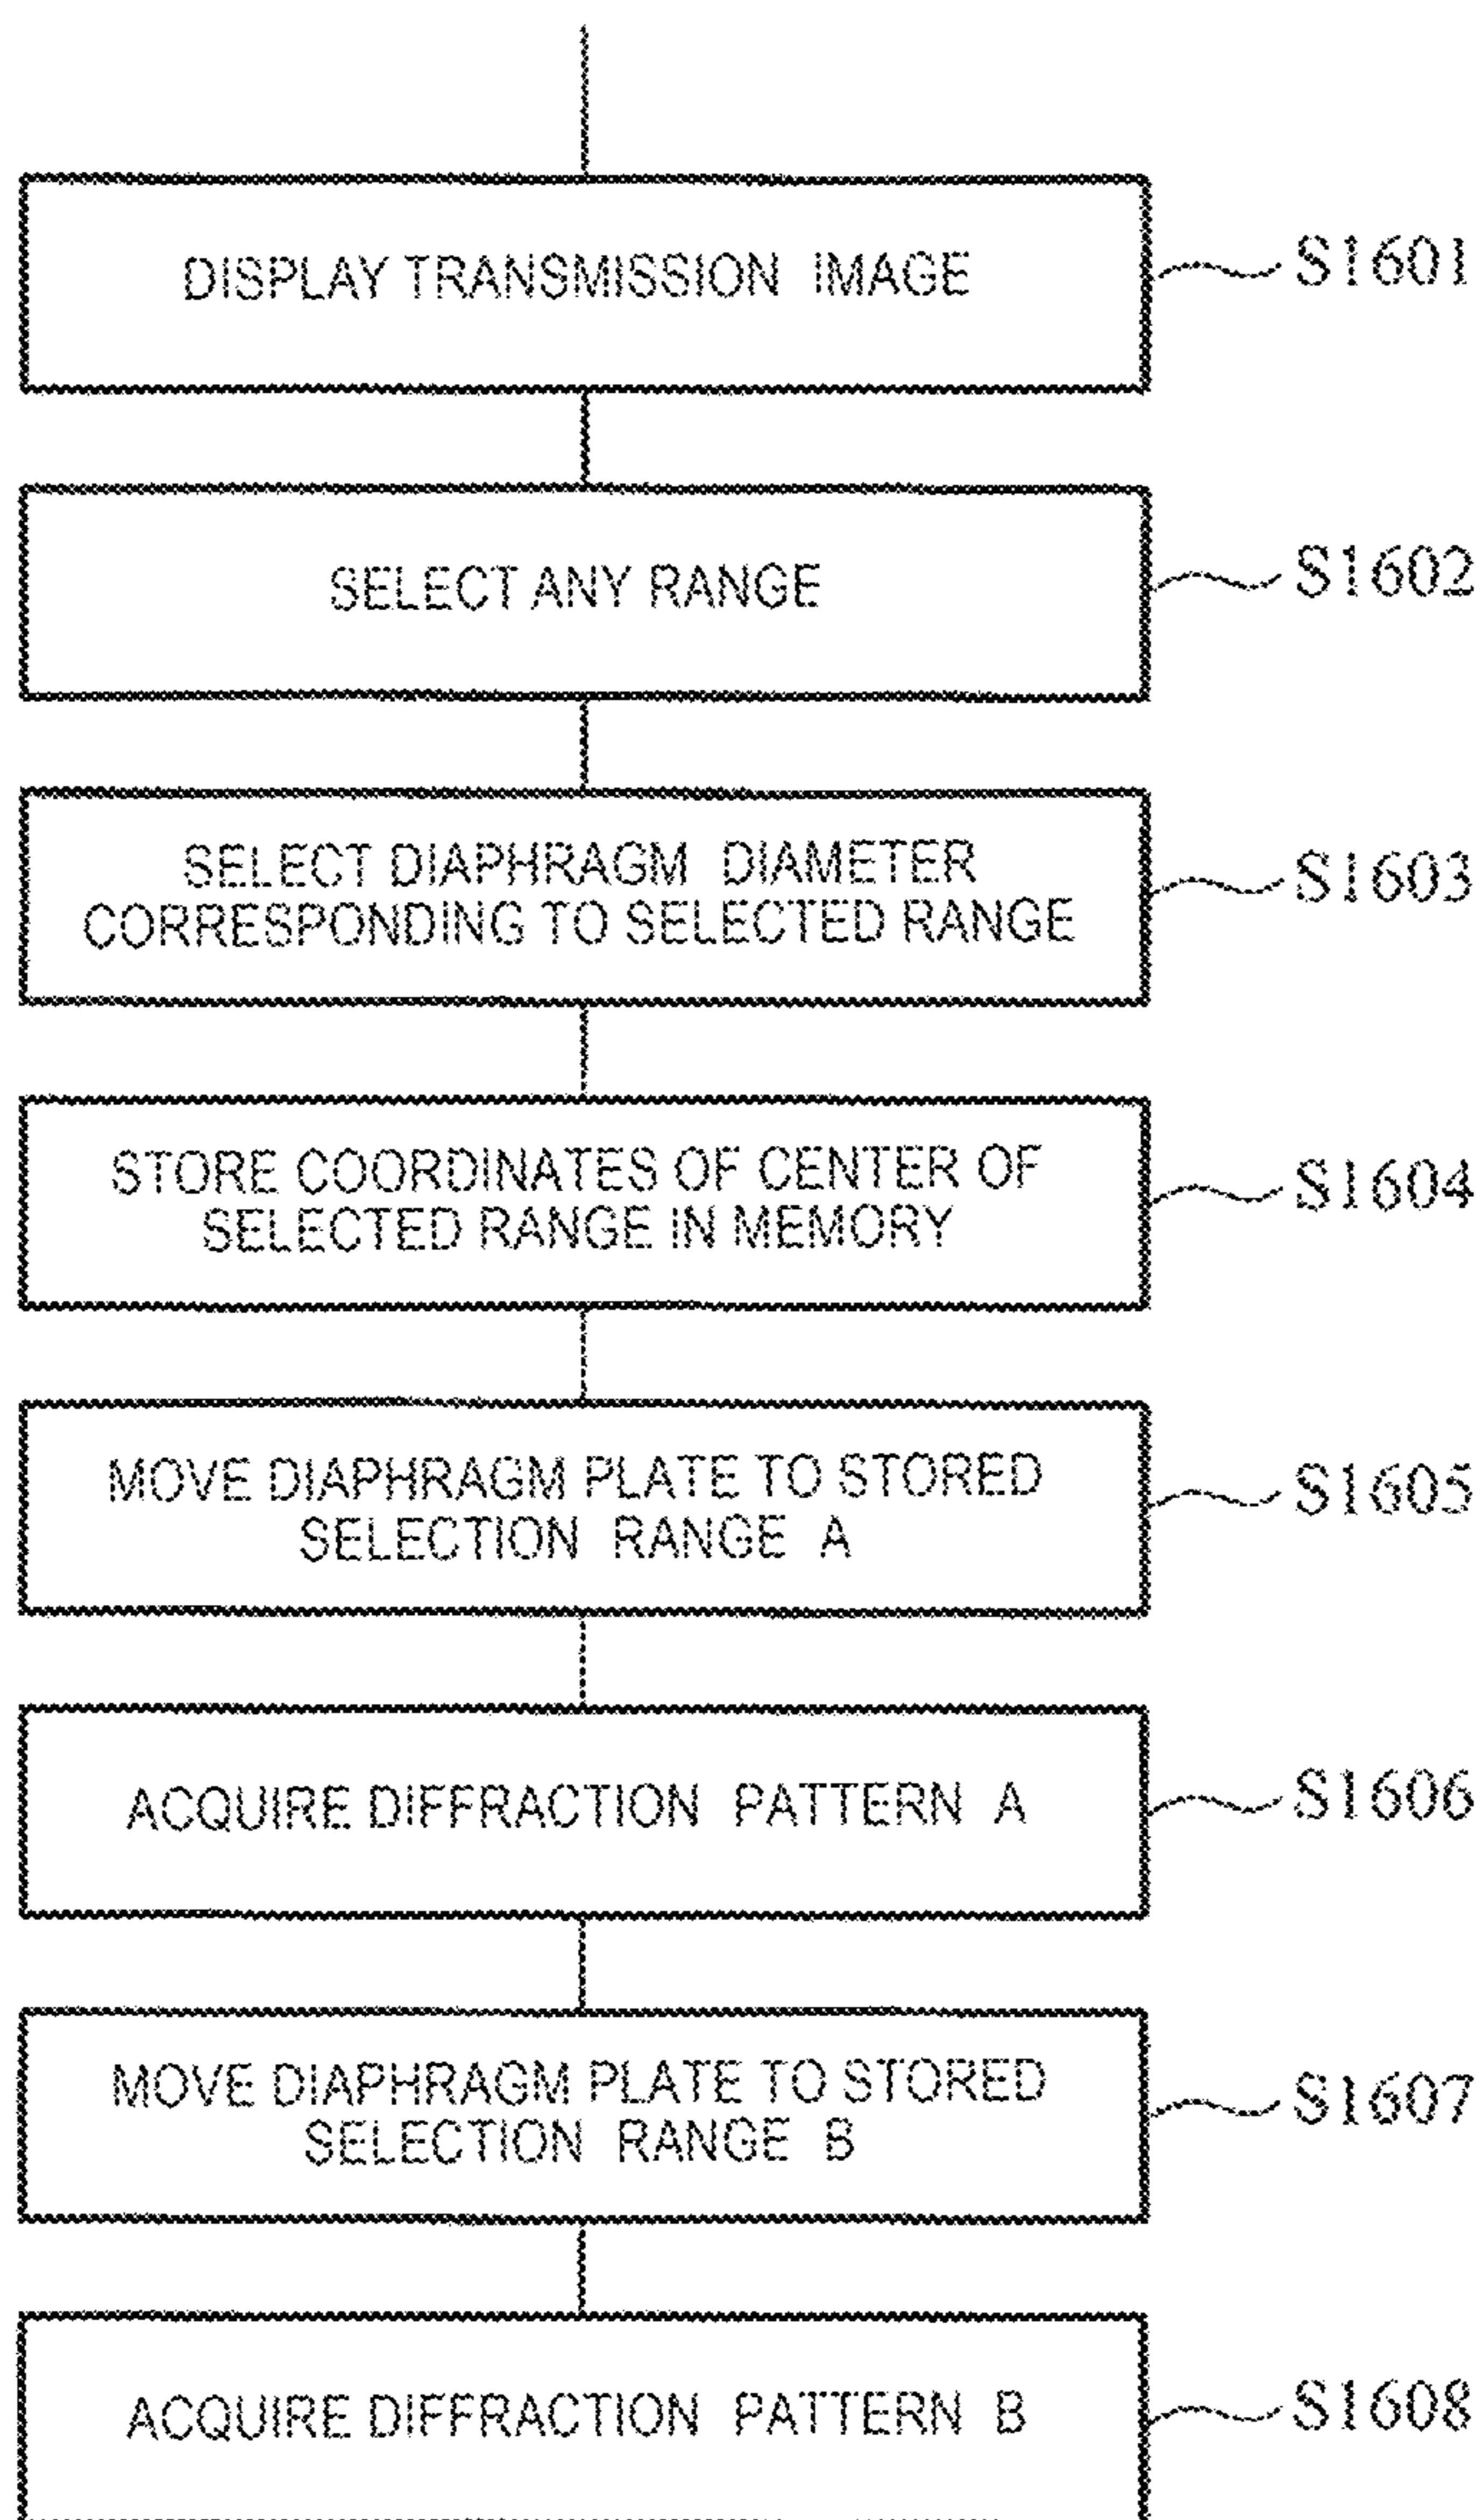 DISPLAY TRANSMISSION IMAGE
S1601
SELECT ANY RANGE
S1602
SELECT DIAPHRAGM DIAMETER
CORRESPONDING TO SELECTED RANGE
S1603
STORE COORDINATES OF CENTER OF
SELECTED RANGE IN MEMORY
S1604
MOVE DIAPHRAGM PLATE TO STORED
SELECTION RANGE A
S1605
ACQUIRE DIFFRACTION PATTERN A
S1606
MOVE DIAPHRAGM PLATE TO STORED
SELECTION RANGE B
S1607
ACQUIRE DIFFRACTION PATTERN B
S1608